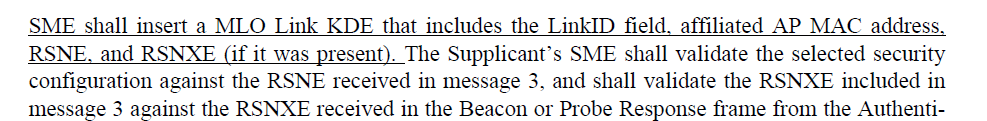 SME shall insert a MLO Link KDE that includes the LinkID field, affiliated AP MAC address,
RSNE, and RSNXE (if it was present). The Supplicant’s SME shall validate the selected security
configuration against the RSNE received in message 3, and shall validate the RSNXE included in
message 3 against the RSNXE received in the Beacon or Probe Response frame from the Authenti-